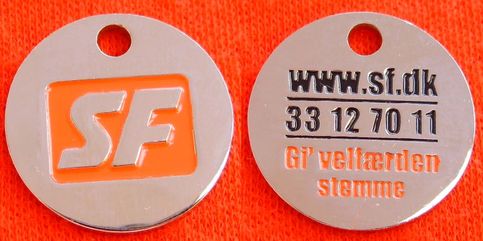 SF
www.sf.dk
33 12 70 11
Gi' velfærden
stemme